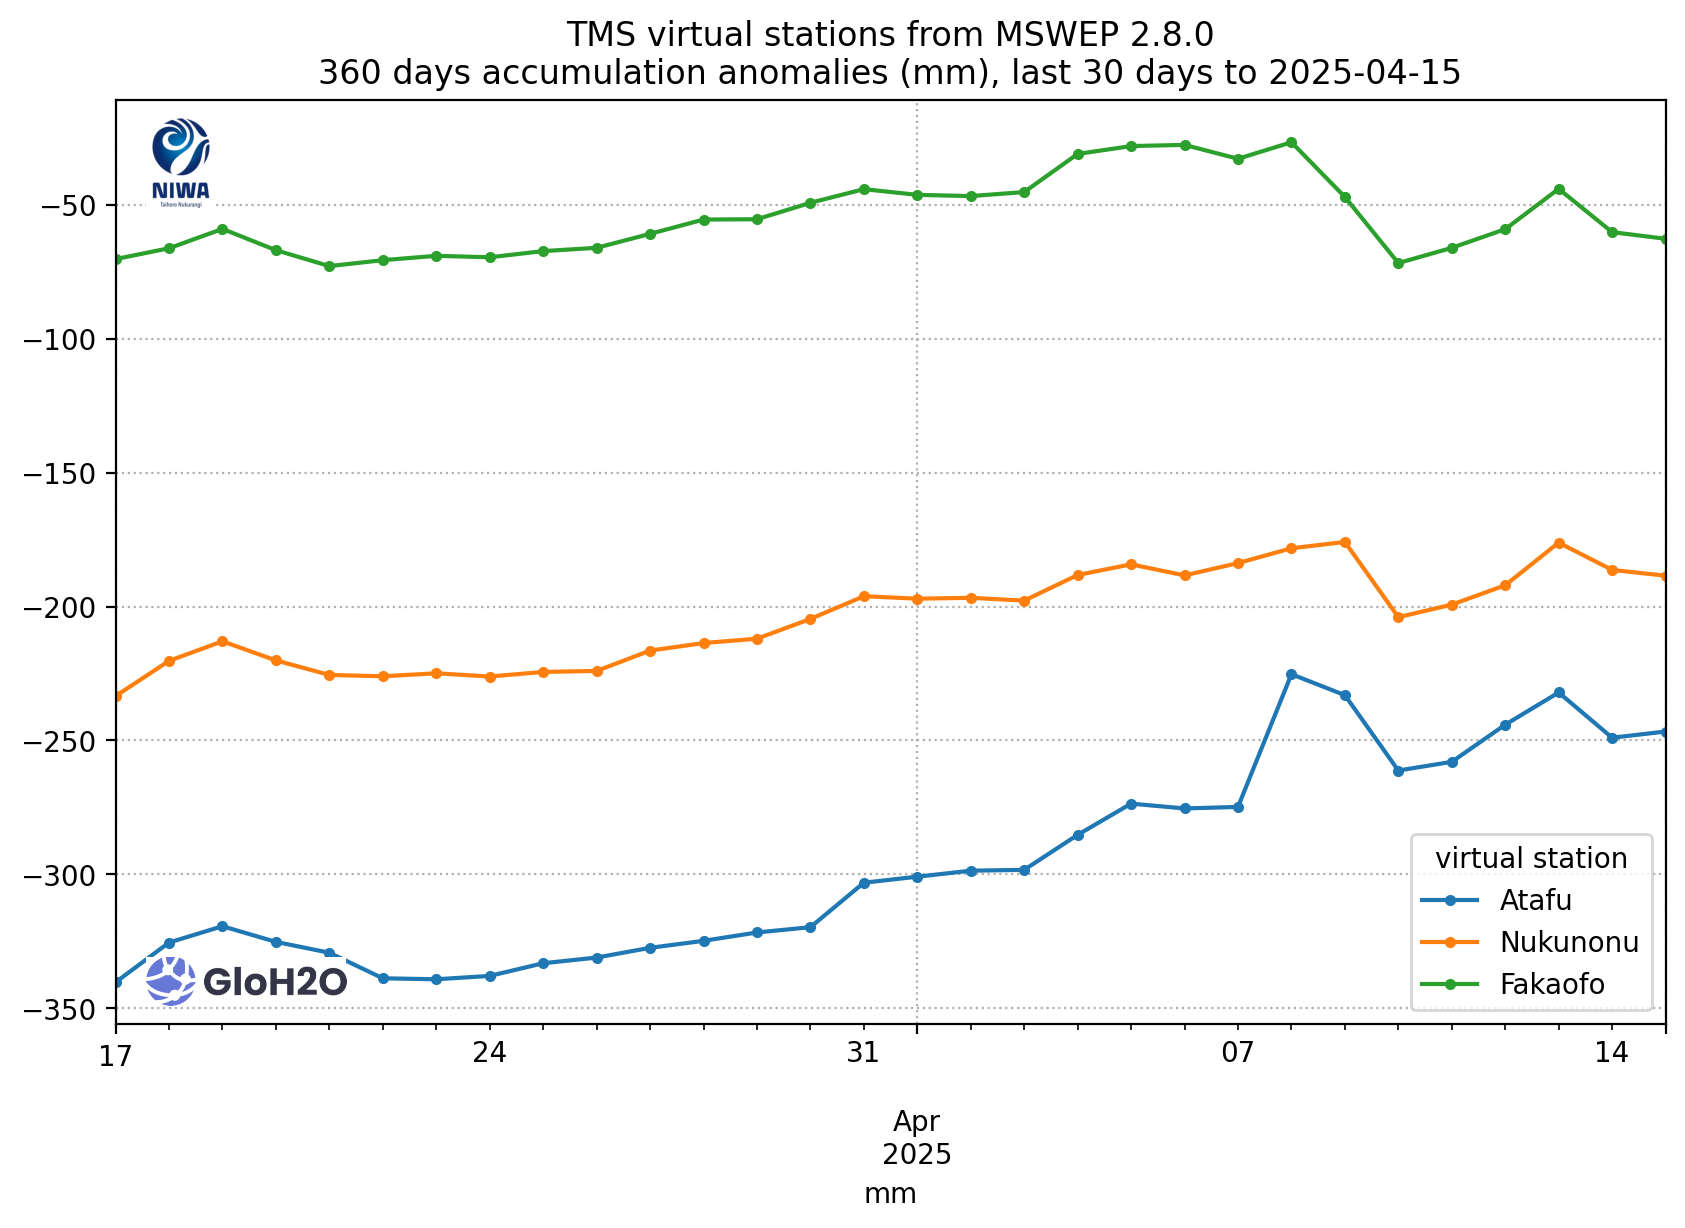 TMS virtual stations from MSWEP 2.8.0
360 days accumulation anomalies (mm), last 30 days to 2025-04-15
NIWA
Taihoro Nukurangi
−50
−100
−150
−200
−250
−300
−350
GloH2O
virtual station
Atafu
Nukunonu
Fakaofo
17 24 31 07 14
Apr
2025
mm